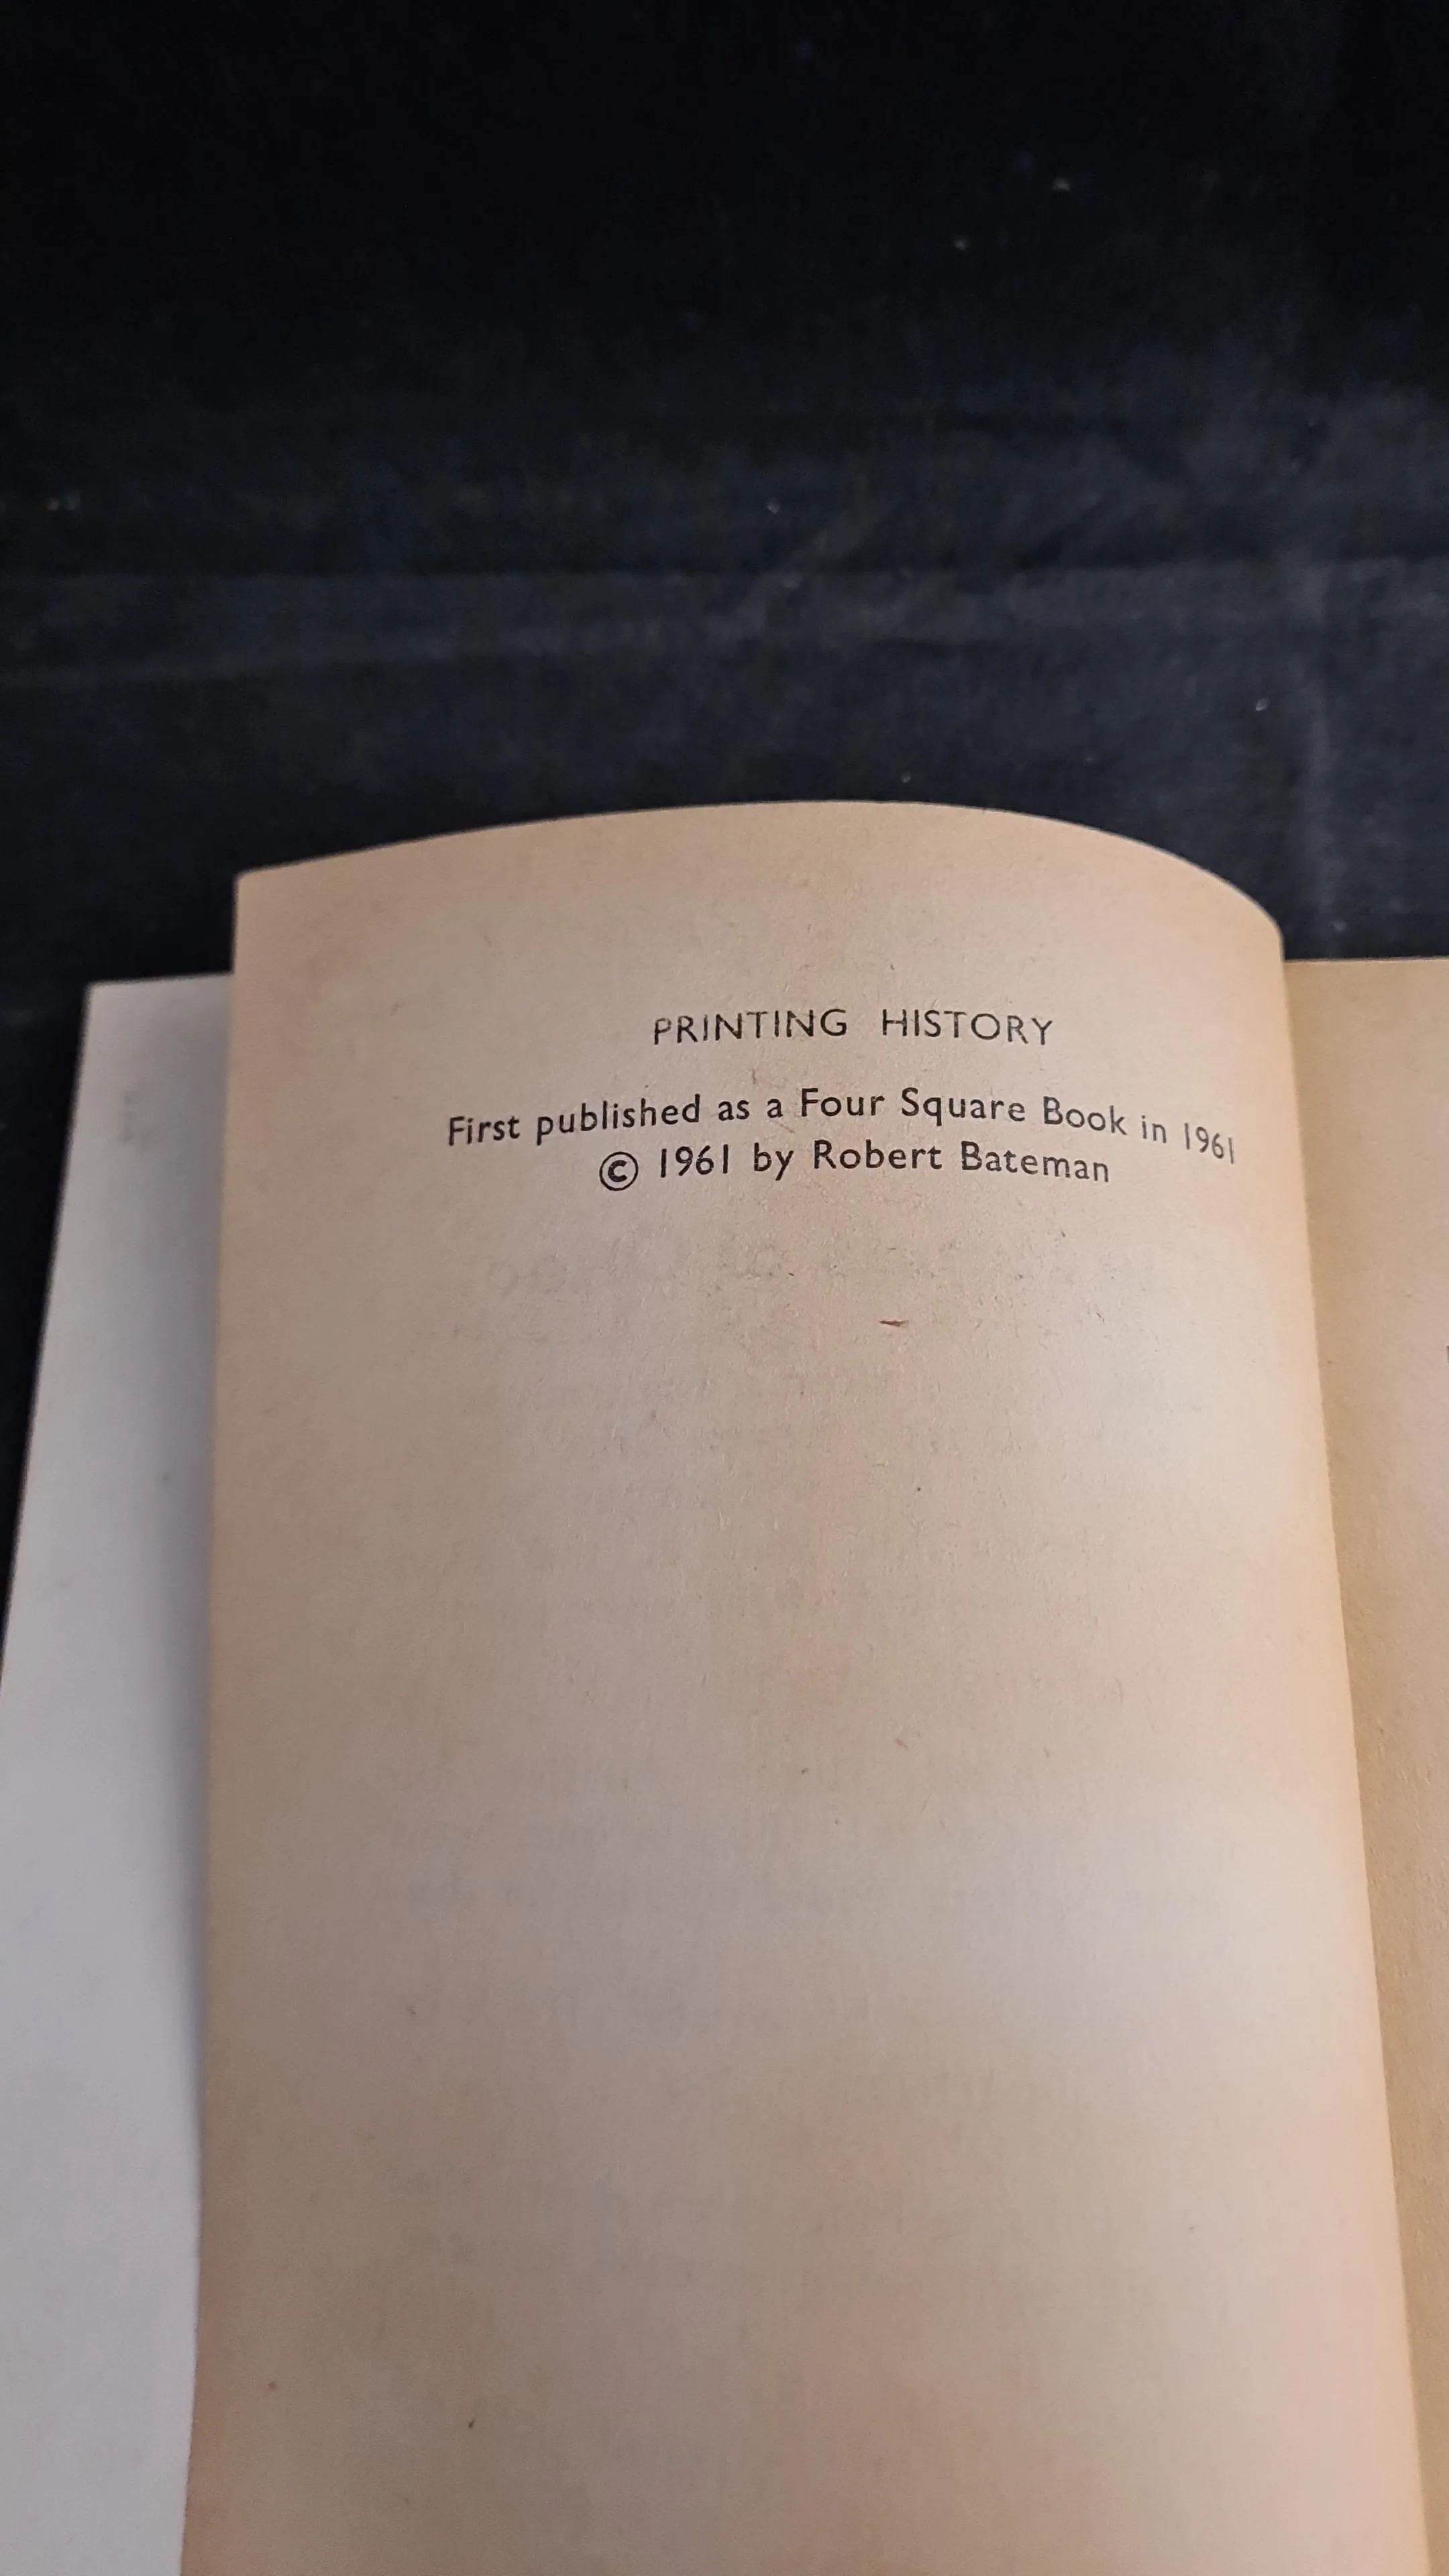 PRINTING HISTORY
First published as a Four Square Book in 1961
© 1961 by Robert Bateman